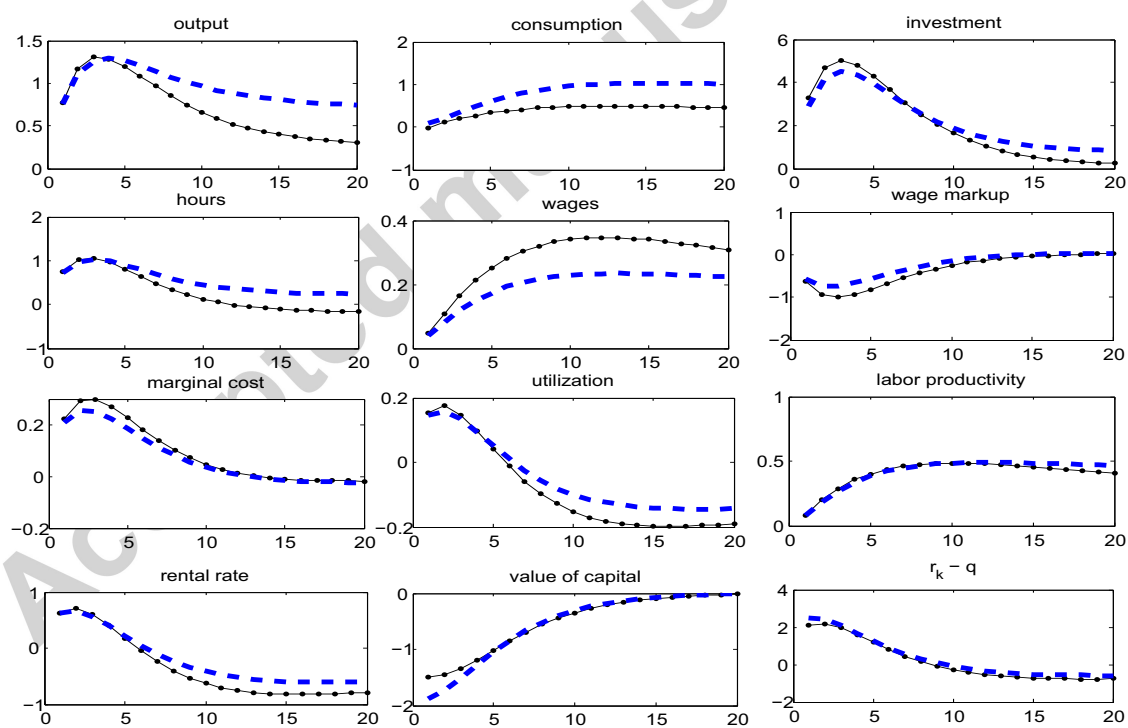 output
consumption
investment
1.5
1
0.5
0
0 5 10 15 20
2
1
0
−1
0 5 10 15 20
6
4
2
0
0 5 10 15 20
hours
wages
wage markup
2
1
0
−1
0 5 10 15 20
0.4
0.2
0
0 5 10 15 20
1
0
−1
−2
0 5 10 15 20
marginal cost
utilization
labor productivity
0.2
0
−0.2
0 5 10 15 20
0.2
0
−0.2
0 5 10 15 20
1
0.5
0
0 5 10 15 20
rental rate
value of capital
r_k − q
1
0
−1
0 5 10 15 20
0
−1
−2
0 5 10 15 20
4
2
0
−2
0 5 10 15 20